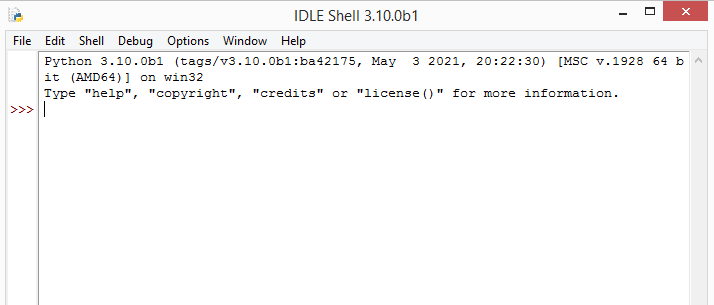 IDLE Shell 3.10.0b1
File Edit Shell Debug Options Window Help
Python 3.10.0b1 (tags/v3.10.0b1:ba42175, May  3 2021, 20:22:30) [MSC v.1928 64 b
it (AMD64)] on win32
Type "help", "copyright", "credits" or "license()" for more information.
>>>